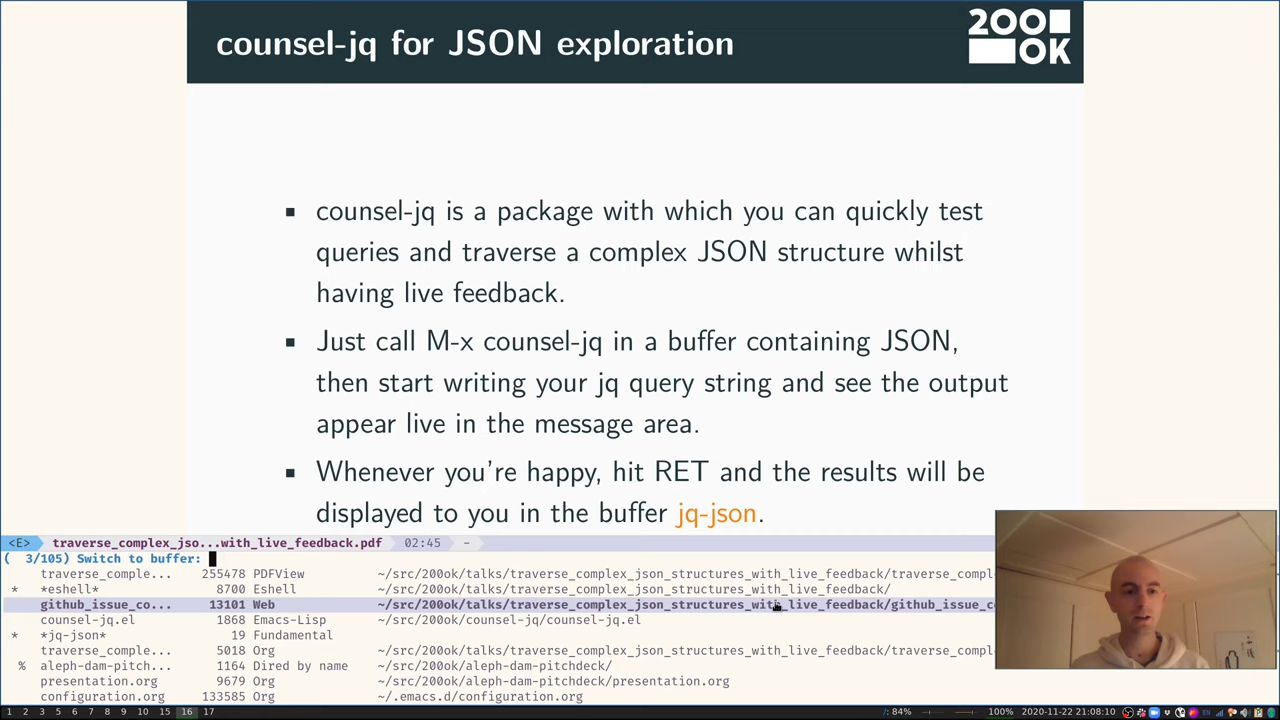 counsel-jq for JSON exploration
200
OK
▪ counsel-jq is a package with which you can quickly test
queries and traverse a complex JSON structure whilst
having live feedback.
▪ Just call M-x counsel-jq in a buffer containing JSON,
then start writing your jq query string and see the output
appear live in the message area.
▪ Whenever you're happy, hit RET and the results will be
displayed to you in the buffer jq-json.
<E> traverse_complex_jso...with_live_feedback.pdf 02:45 -
( 3/105) Switch to buffer:
traverse_comple... 255478 PDFView ~/src/200ok/talks/traverse_complex_json_structures_with_live_feedback/traverse_compl
* *eshell* 8700 Eshell ~/src/200ok/talks/traverse_complex_json_structures_with_live_feedback/
github_issue_co... 13101 Web ~/src/200ok/talks/traverse_complex_json_structures_with_live_feedback/github_issue_c
counsel-jq.el 1868 Emacs-Lisp ~/src/200ok/counsel-jq/counsel-jq.el
* *jq-json* 19 Fundamental
traverse_comple... 5018 Org ~/src/200ok/talks/traverse_complex_json_structures_with_live_feedback/traverse_compl
% aleph-dam-pitch... 1164 Dired by name ~/src/200ok/aleph-dam-pitchdeck/
presentation.org 9679 Org ~/src/200ok/aleph-dam-pitchdeck/presentation.org
configuration.org 133585 Org ~/.emacs.d/configuration.org
1 2 3 4 5 6 7 8 9 10 15 16 17 /: 84% 100% 2020-11-22 21:08:10 EN